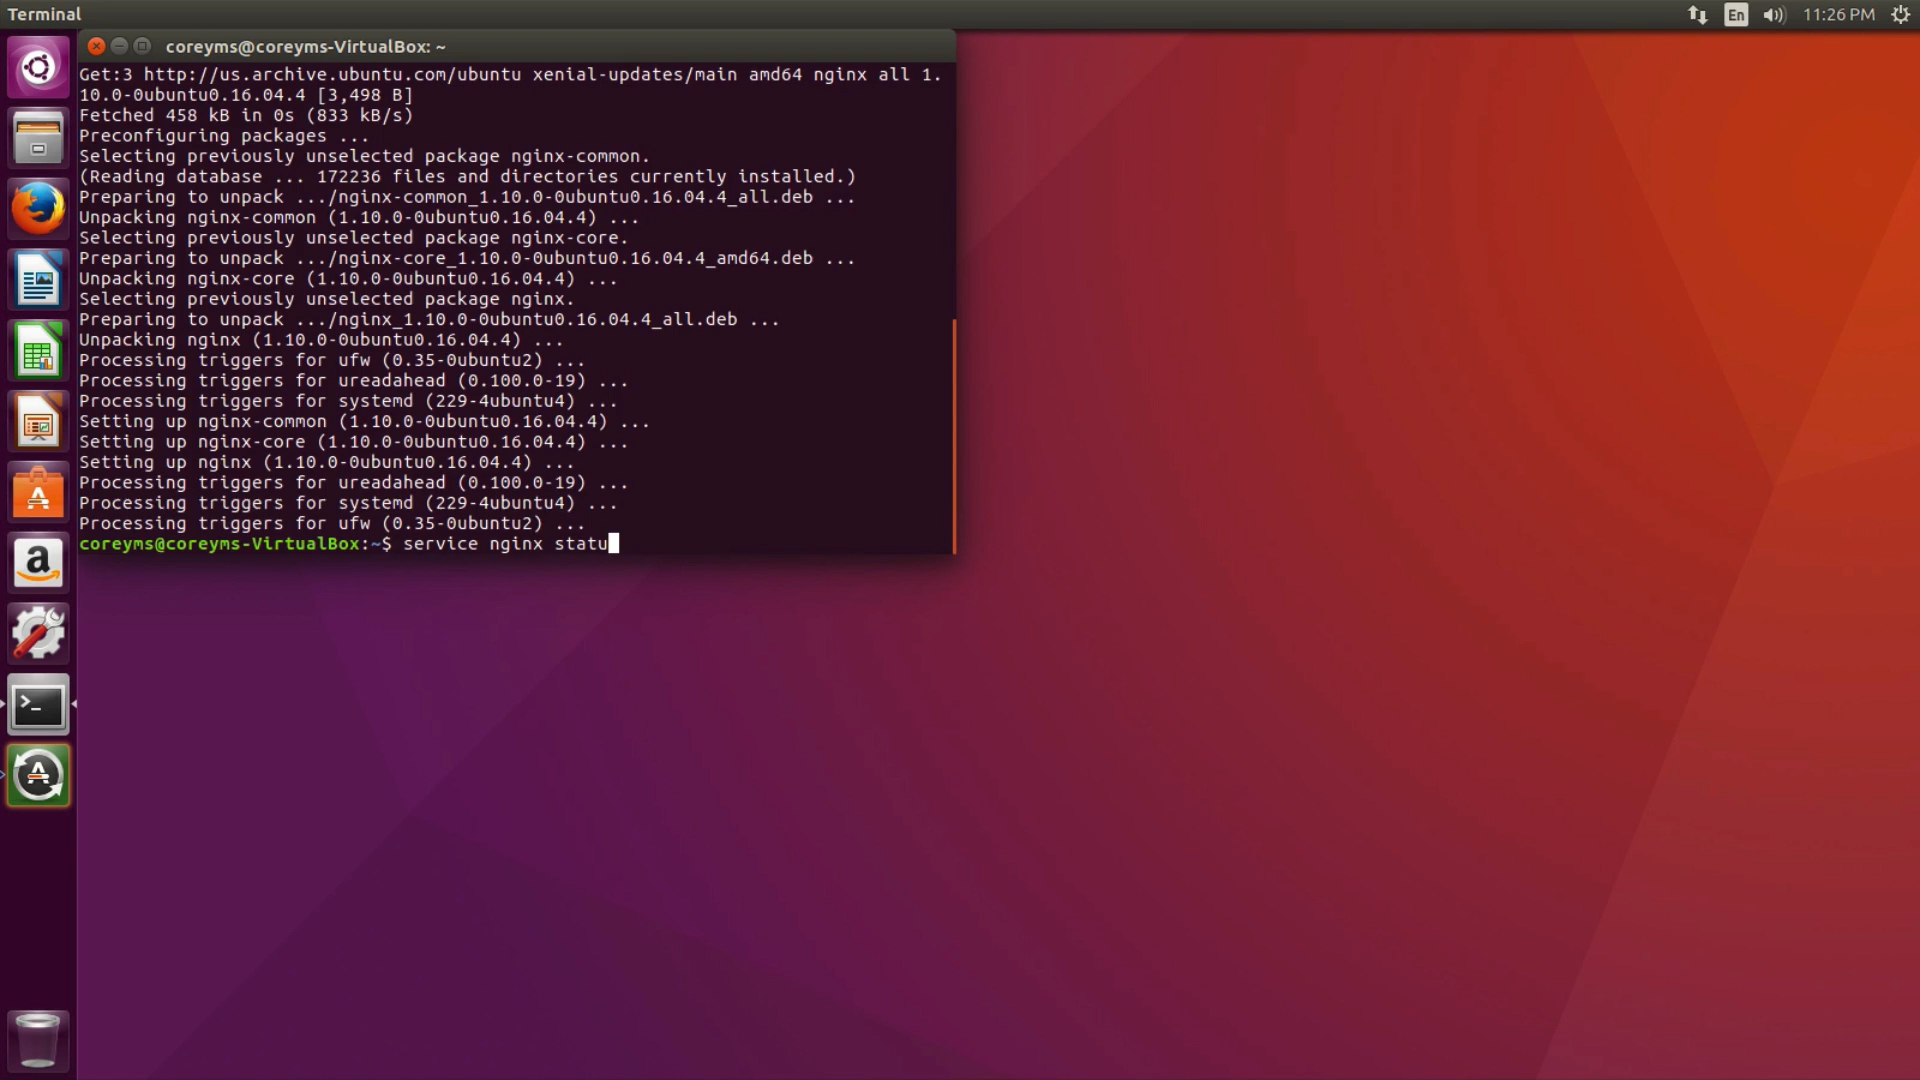 Terminal
En
11:26 PM
coreyms@coreyms-VirtualBox: ~
Get:3 http://us.archive.ubuntu.com/ubuntu xenial-updates/main amd64 nginx all 1.
10.0-0ubuntu0.16.04.4 [3,498 B]
Fetched 458 kB in 0s (833 kB/s)
Preconfiguring packages ...
Selecting previously unselected package nginx-common.
(Reading database ... 172236 files and directories currently installed.)
Preparing to unpack .../nginx-common_1.10.0-0ubuntu0.16.04.4_all.deb ...
Unpacking nginx-common (1.10.0-0ubuntu0.16.04.4) ...
Selecting previously unselected package nginx-core.
Preparing to unpack .../nginx-core_1.10.0-0ubuntu0.16.04.4_amd64.deb ...
Unpacking nginx-core (1.10.0-0ubuntu0.16.04.4) ...
Selecting previously unselected package nginx.
Preparing to unpack .../nginx_1.10.0-0ubuntu0.16.04.4_all.deb ...
Unpacking nginx (1.10.0-0ubuntu0.16.04.4) ...
Processing triggers for ufw (0.35-0ubuntu2) ...
Processing triggers for ureadahead (0.100.0-19) ...
Processing triggers for systemd (229-4ubuntu4) ...
Setting up nginx-common (1.10.0-0ubuntu0.16.04.4) ...
Setting up nginx-core (1.10.0-0ubuntu0.16.04.4) ...
Setting up nginx (1.10.0-0ubuntu0.16.04.4) ...
Processing triggers for ureadahead (0.100.0-19) ...
Processing triggers for systemd (229-4ubuntu4) ...
Processing triggers for ufw (0.35-0ubuntu2) ...
coreyms@coreyms-VirtualBox:~$ service nginx statu